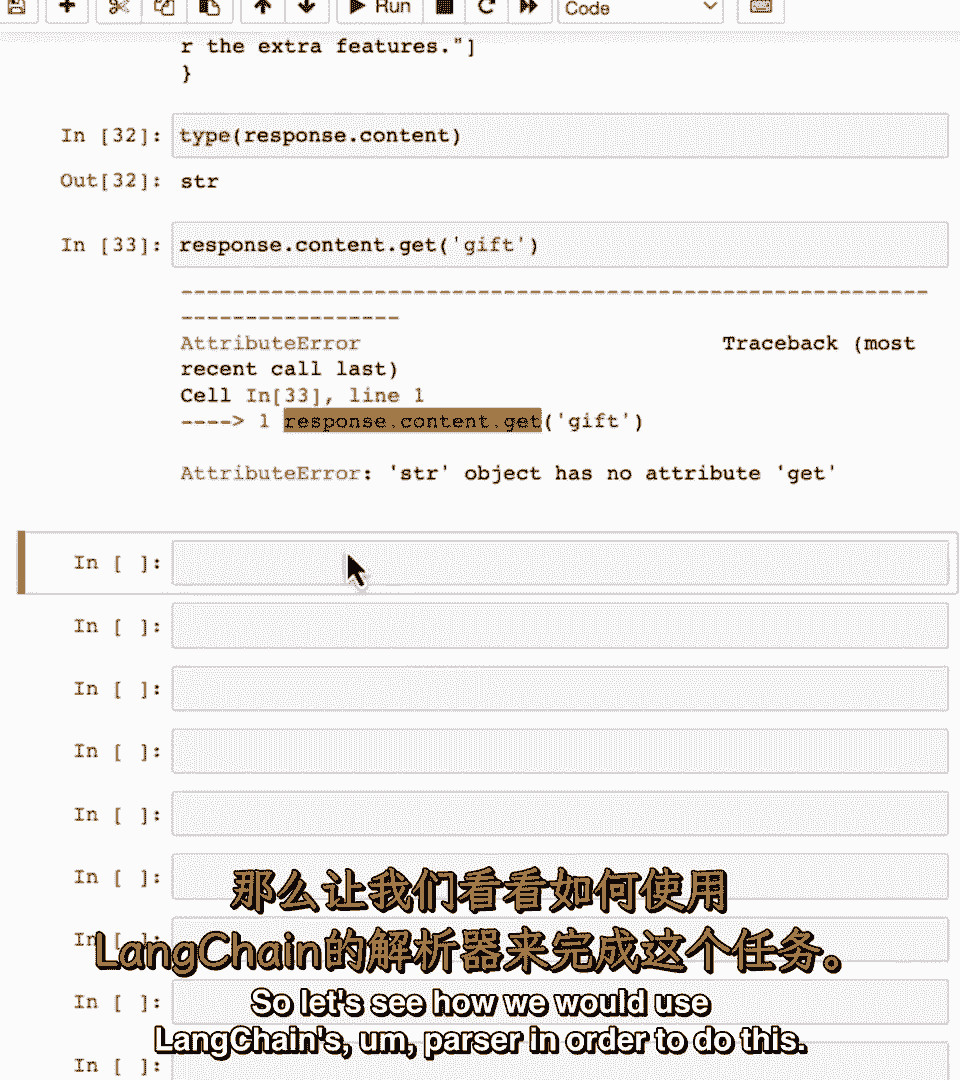 Run
Code
r the extra features."]
}
In [32]: type(response.content)
Out[32]: str
In [33]: response.content.get('gift')
---------------------------------------------------------
-----------------
AttributeError Traceback (most
recent call last)
Cell In[33], line 1
----> 1 response.content.get('gift')
AttributeError: 'str' object has no attribute 'get'
In [ ]:
In [ ]:
In [ ]:
In [ ]:
In [ ]:
In [ ]:
那么让我们看看如何使用
In [ ]:
LangChain的解析器来完成这个任务。
In [ ]:
So let's see how we would use
LangChain's, um, parser in order to do this.
In [ ]: